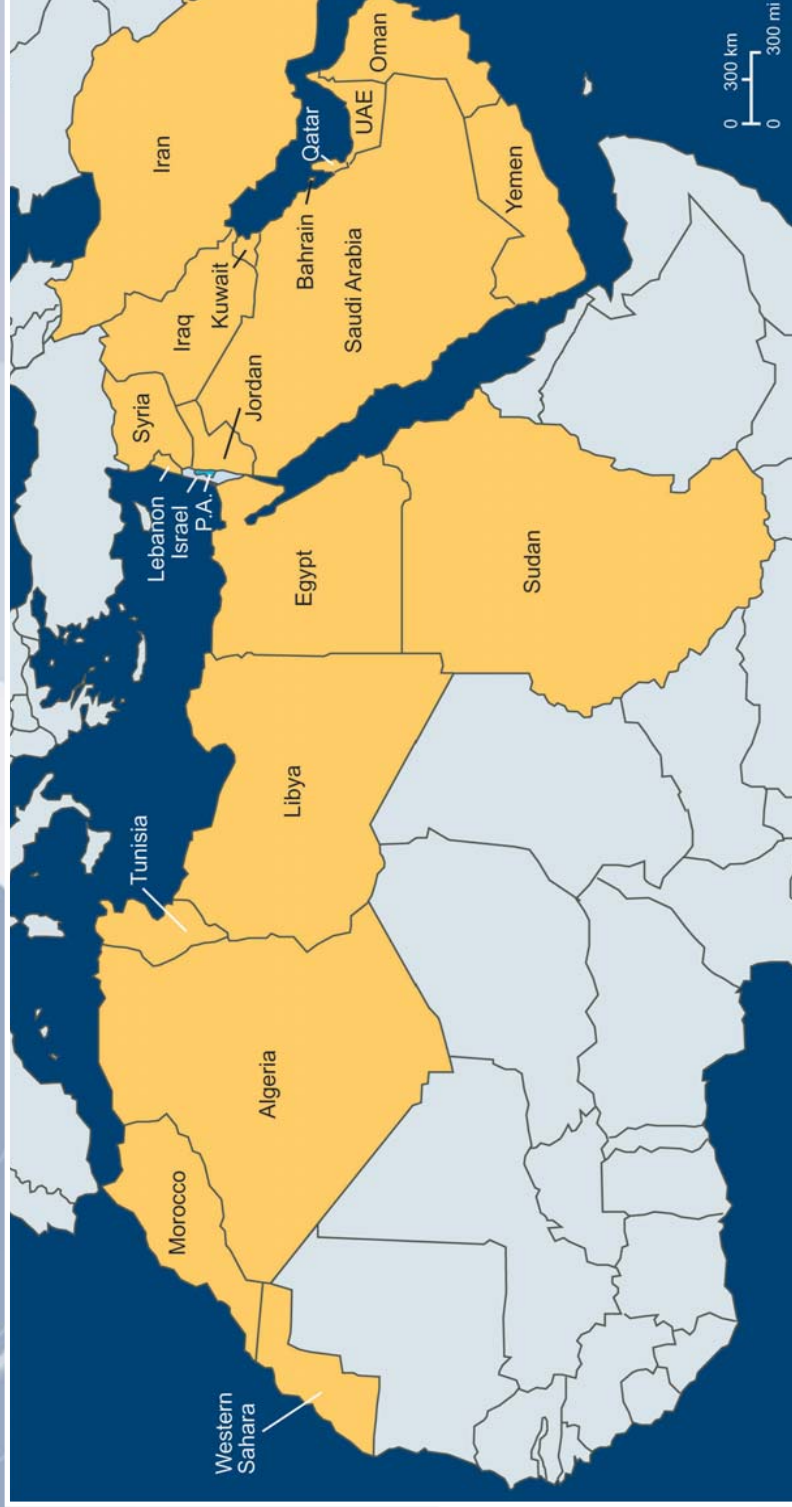 Western
Sahara
Morocco
Algeria
Tunisia
Libya
Egypt
Sudan
Lebanon
Israel
P.A.
Syria
Jordan
Iraq
Kuwait
Iran
Bahrain
Saudi Arabia
Qatar
UAE
Oman
Yemen
0 300 km
0 300 mi